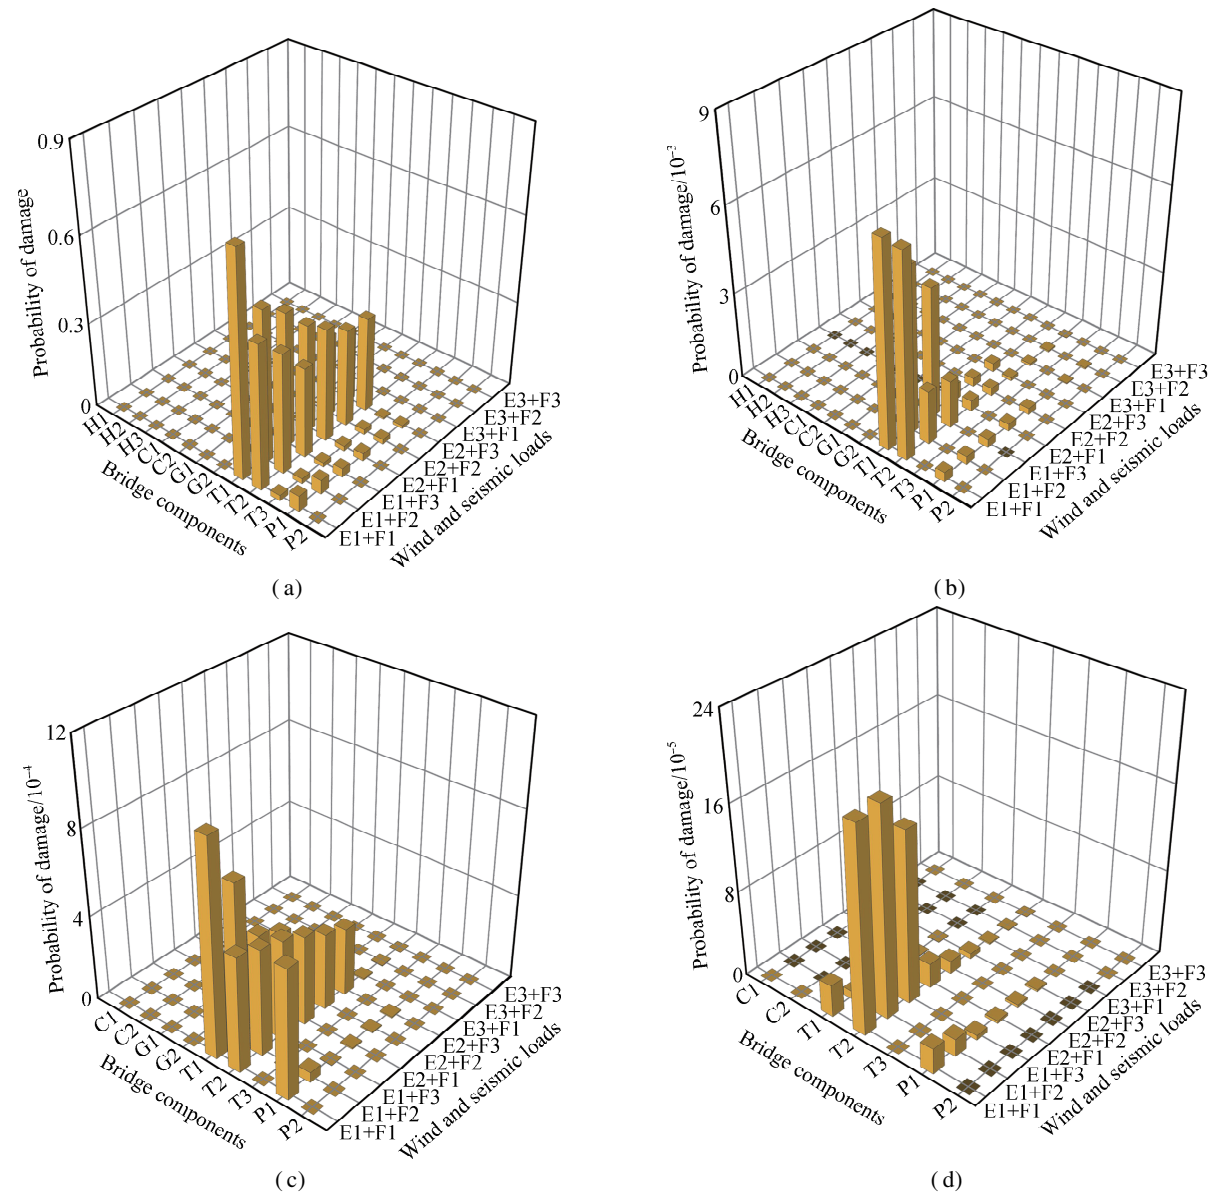 0.9
0.6
0.3
0
Probability of damage
H1
H2
H3
C1
C2
G1
G2
T1
T2
T3
P1
P2
Bridge components
E3+F3
E3+F2
E3+F1
E2+F3
E2+F2
E2+F1
E1+F3
E1+F2
E1+F1
Wind and seismic loads
(a)
9
6
3
0
Probability of damage/10
H1
H2
H3
C1
C2
G1
G2
T1
T2
T3
P1
P2
Bridge components
E3+F3
E3+F2
E3+F1
E2+F3
E2+F2
E2+F1
E1+F3
E1+F2
E1+F1
Wind and seismic loads
(b)
12
8
4
0
Probability of damage/10⁻⁴
C1
C2
G1
G2
T1
T2
T3
P1
P2
Bridge components
E3+F3
E3+F2
E3+F1
E2+F3
E2+F2
E2+F1
E1+F3
E1+F2
E1+F1
Wind and seismic loads
(c)
24
16
8
0
Probability of damage/10⁻⁵
C1
C2
T1
T2
T3
P1
P2
Bridge components
E3+F3
E3+F2
E3+F1
E2+F3
E2+F2
E2+F1
E1+F3
E1+F2
E1+F1
Wind and seismic loads
(d)